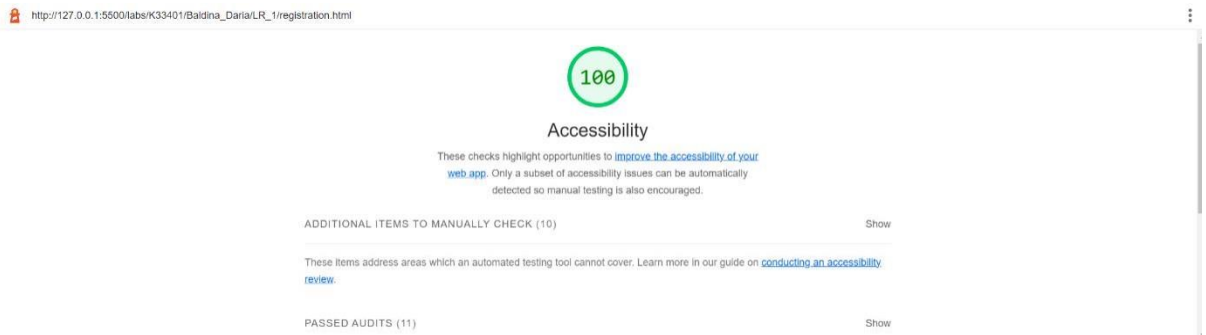 http://127.0.0.1:5500/labs/K33401/Baldina_Daria/LR_1/registration.html
100
Accessibility
These checks highlight opportunities to improve the accessibility of your
web app. Only a subset of accessibility issues can be automatically
detected so manual testing is also encouraged.
ADDITIONAL ITEMS TO MANUALLY CHECK (10) Show
These items address areas which an automated testing tool cannot cover. Learn more in our guide on conducting an accessibility
review.
PASSED AUDITS (11) Show